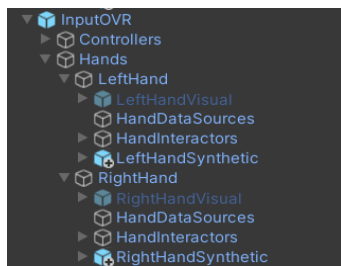 InputOVR
Controllers
Hands
LeftHand
LeftHandVisual
HandDataSources
HandInteractors
LeftHandSynthetic
RightHand
RightHandVisual
HandDataSources
HandInteractors
RightHandSynthetic